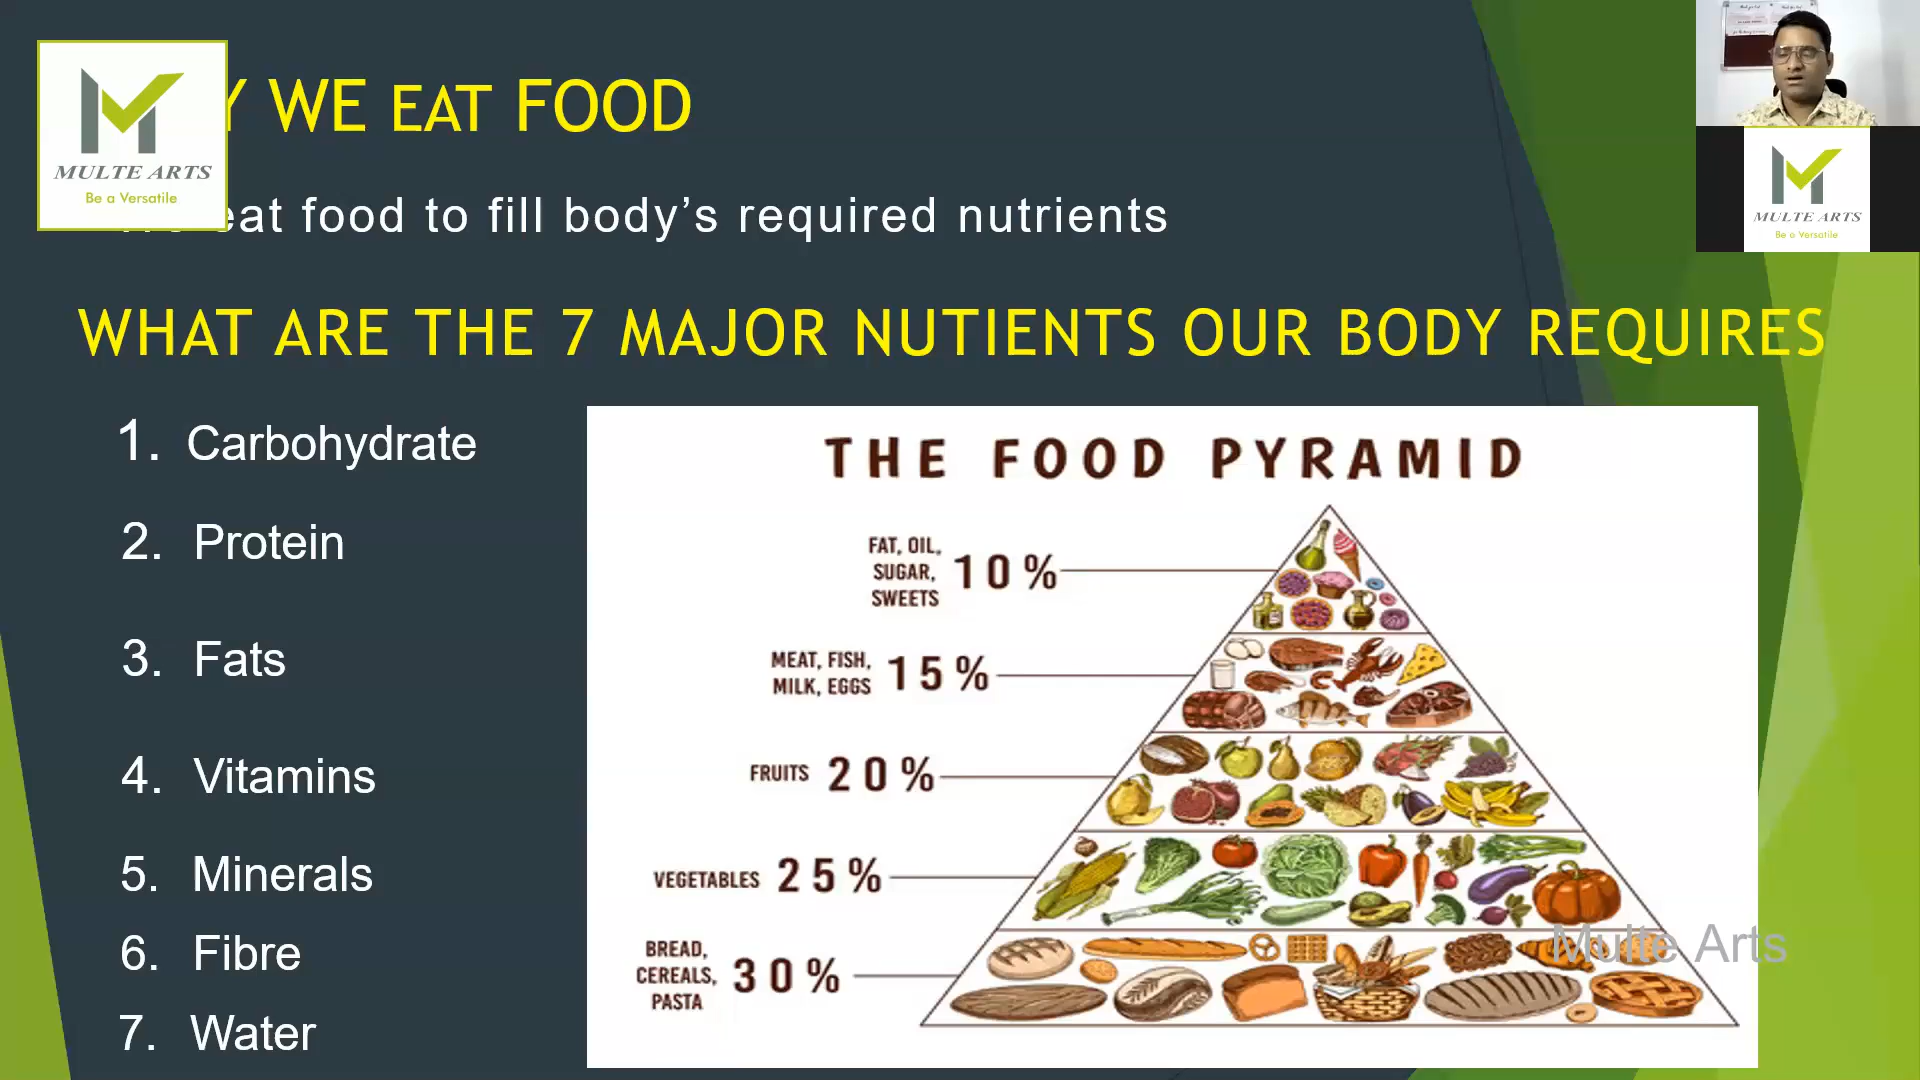 MULTE ARTS
Be a Versatile
Y WE EAT FOOD
eat food to fill body's required nutrients
WHAT ARE THE 7 MAJOR NUTIENTS OUR BODY REQUIRES
1. Carbohydrate
2. Protein
3. Fats
4. Vitamins
5. Minerals
6. Fibre
7. Water
THE FOOD PYRAMID
FAT, OIL,
SUGAR,
SWEETS
10%
MEAT, FISH,
MILK, EGGS
15%
FRUITS 20%
VEGETABLES 25%
BREAD,
CEREALS,
PASTA
30%
Multe Arts
MULTE ARTS
Be a Versatile